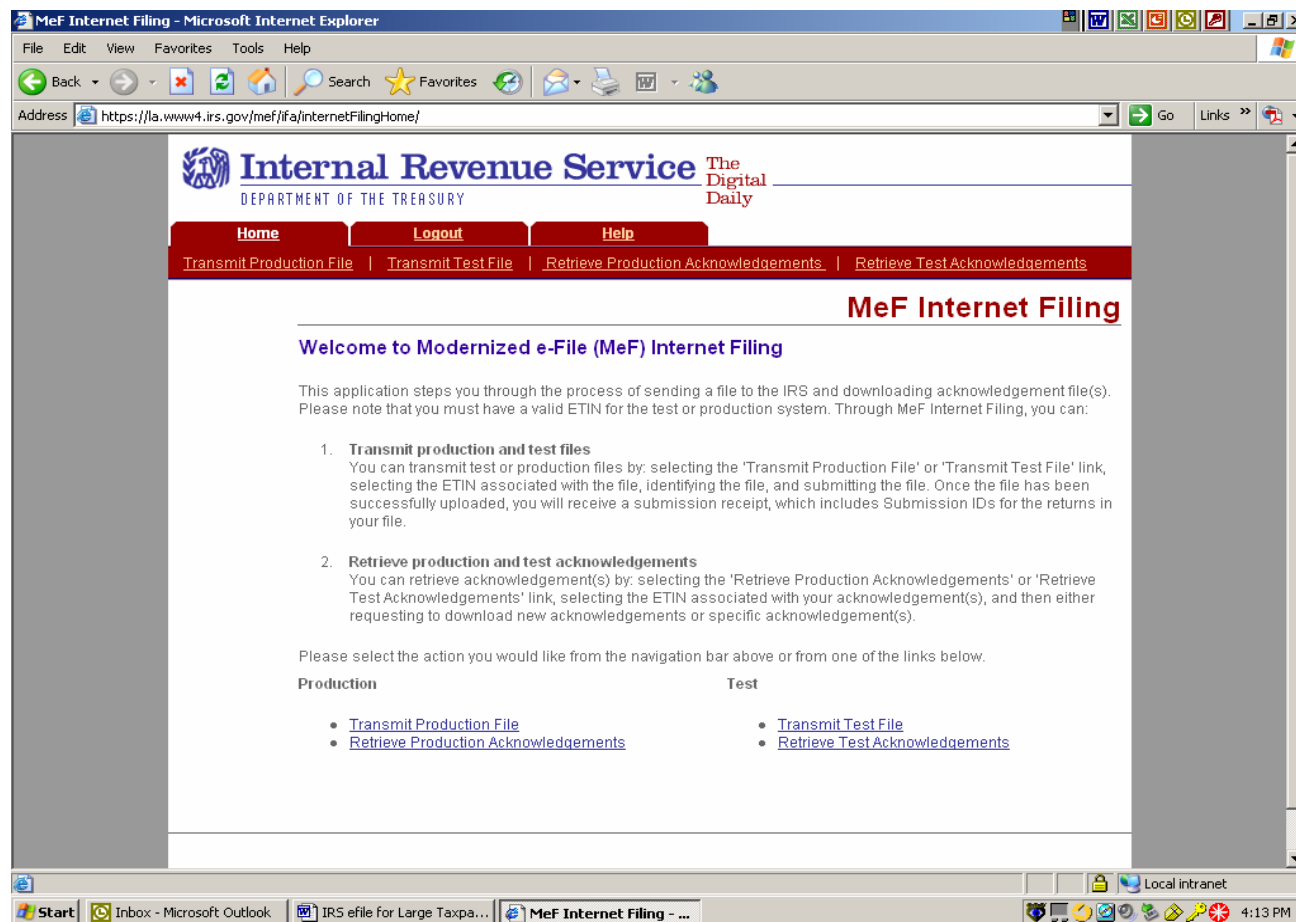 MeF Internet Filing - Microsoft Internet Explorer
File Edit View Favorites Tools Help
Back Search Favorites
Address https://la.www4.irs.gov/mef/ifa/internetFilingHome/ Go Links »
Internal Revenue Service
DEPARTMENT OF THE TREASURY
The
Digital
Daily
Home Logout Help
Transmit Production File | Transmit Test File | Retrieve Production Acknowledgements | Retrieve Test Acknowledgements
MeF Internet Filing
Welcome to Modernized e-File (MeF) Internet Filing
This application steps you through the process of sending a file to the IRS and downloading acknowledgement file(s).
Please note that you must have a valid ETIN for the test or production system. Through MeF Internet Filing, you can:
1. Transmit production and test files
You can transmit test or production files by: selecting the 'Transmit Production File' or 'Transmit Test File' link,
selecting the ETIN associated with the file, identifying the file, and submitting the file. Once the file has been
successfully uploaded, you will receive a submission receipt, which includes Submission IDs for the returns in
your file.
2. Retrieve production and test acknowledgements
You can retrieve acknowledgement(s) by: selecting the 'Retrieve Production Acknowledgements' or 'Retrieve
Test Acknowledgements' link, selecting the ETIN associated with your acknowledgement(s), and then either
requesting to download new acknowledgements or specific acknowledgement(s).
Please select the action you would like from the navigation bar above or from one of the links below.
Production Test
• Transmit Production File • Transmit Test File
• Retrieve Production Acknowledgements • Retrieve Test Acknowledgements
Local intranet
Start Inbox - Microsoft Outlook IRS efile for Large Taxpa... MeF Internet Filing - ... 4:13 PM